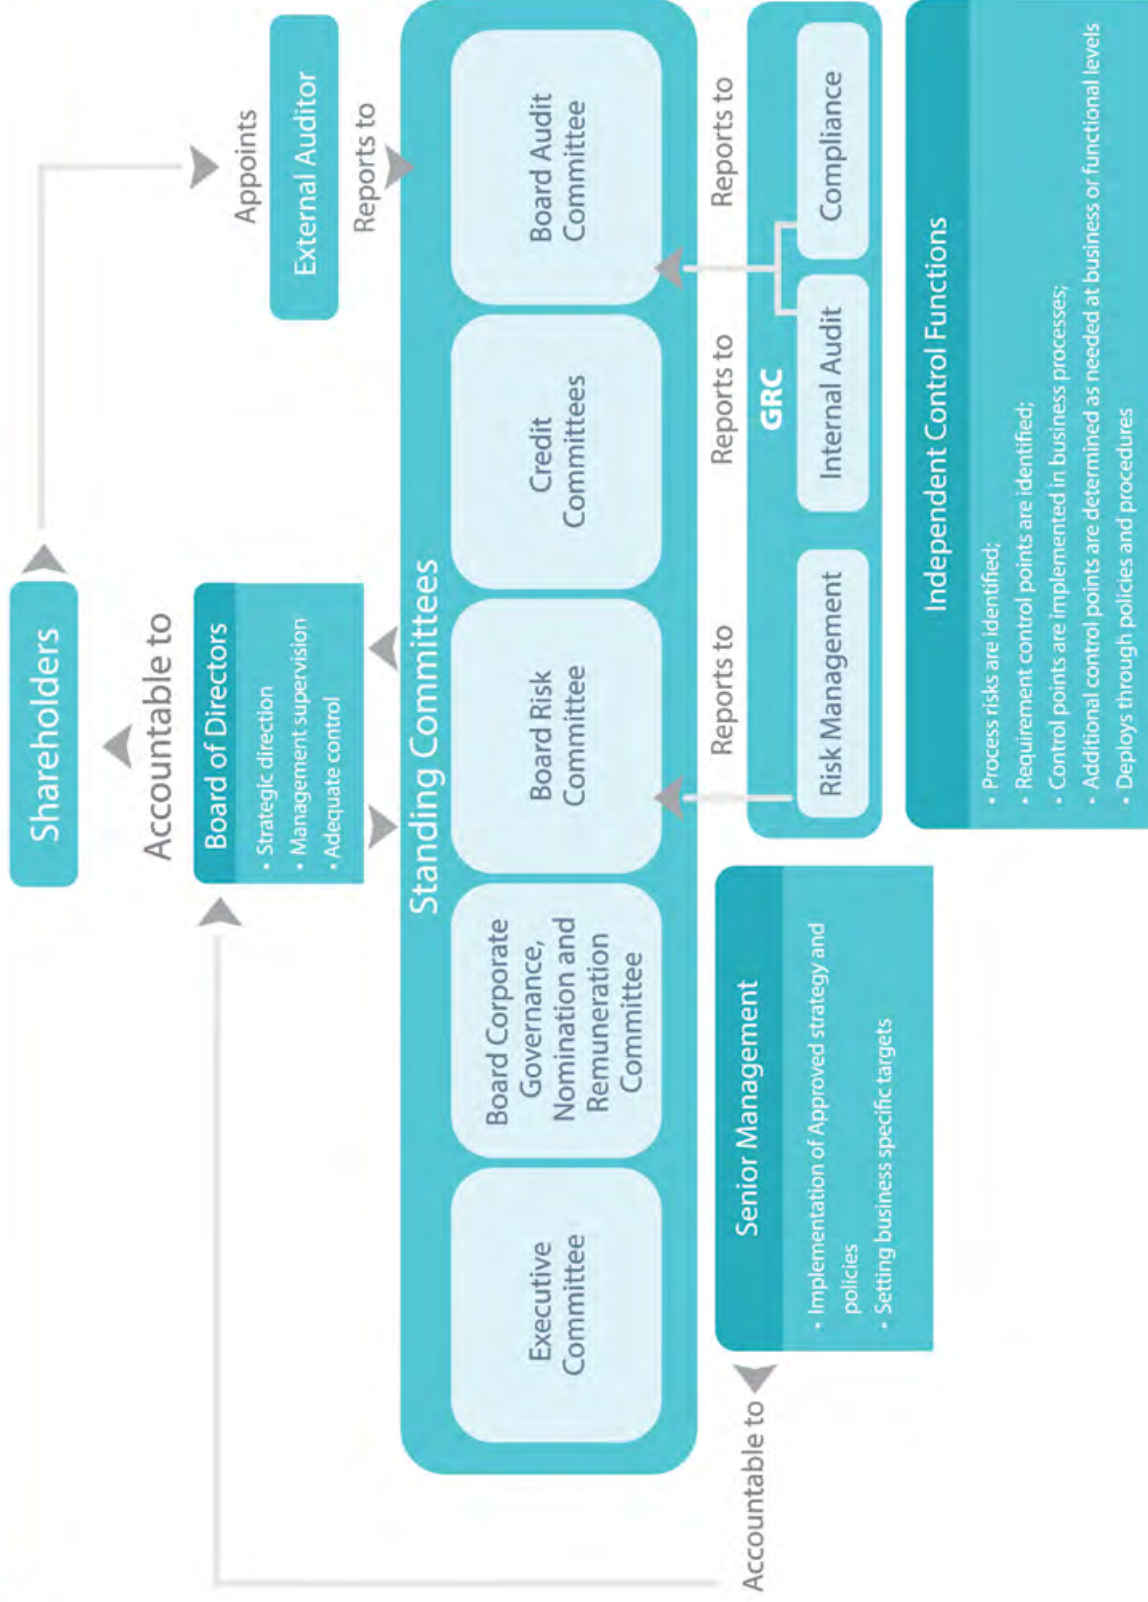 Shareholders
Accountable to
Appoints
External Auditor
Reports to
Board of Directors
• Strategic direction
• Management supervision
• Adequate control
Standing Committees
Executive
Committee
Board Corporate
Governance,
Nomination and
Remuneration
Committee
Board Risk
Committee
Credit
Committees
Board Audit
Committee
Accountable to
Reports to
Reports to
Reports to
GRC
Risk Management
Internal Audit
Compliance
Senior Management
• Implementation of Approved strategy and
policies
• Setting business specific targets
Independent Control Functions
• Process risks are identified;
• Requirement control points are identified;
• Control points are implemented in business processes;
• Additional control points are determined as needed at business or functional levels
• Deploys through policies and procedures